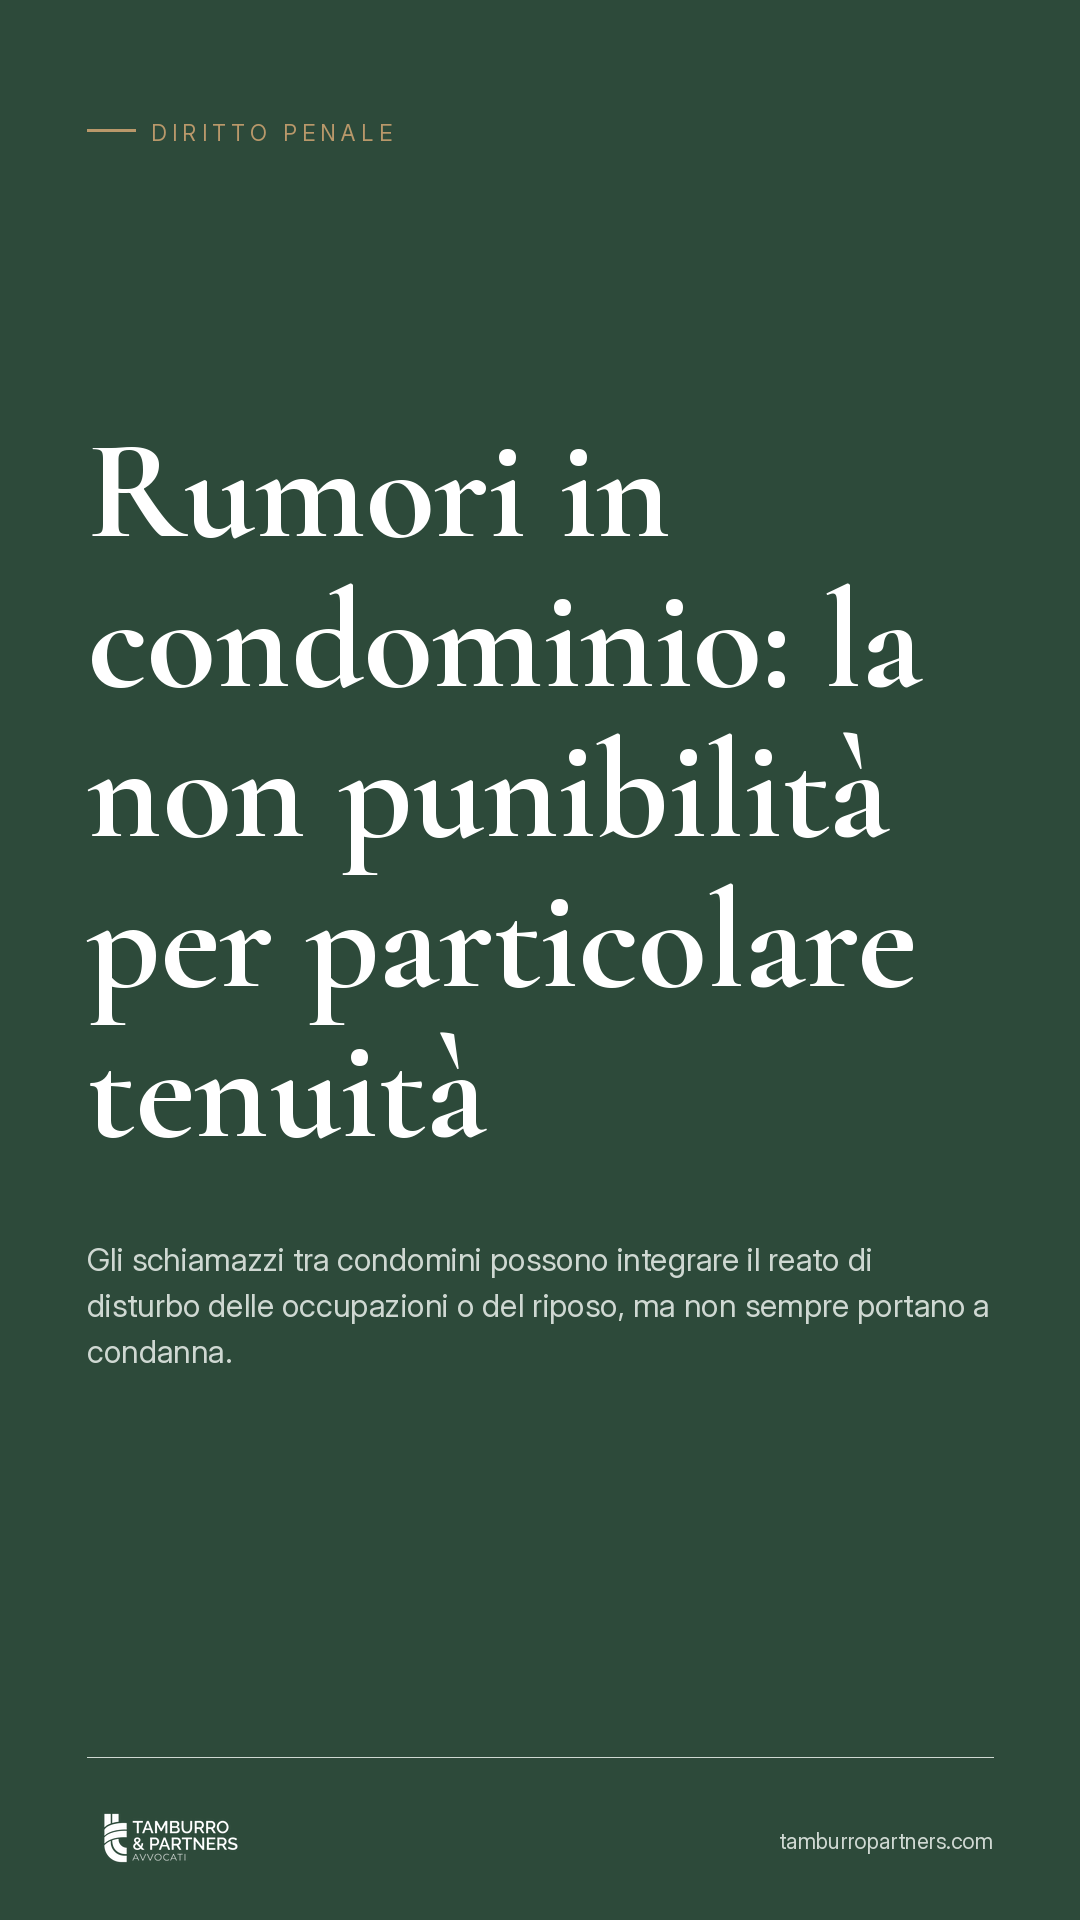 DIRITTO PENALE
Rumori in
condominio: la
non punibilità
per particolare
tenuità
Gli schiamazzi tra condomini possono integrare il reato di
disturbo delle occupazioni o del riposo, ma non sempre portano a
condanna.
TAMBURRO
& PARTNERS
AVVOCATI
tamburropartners.com